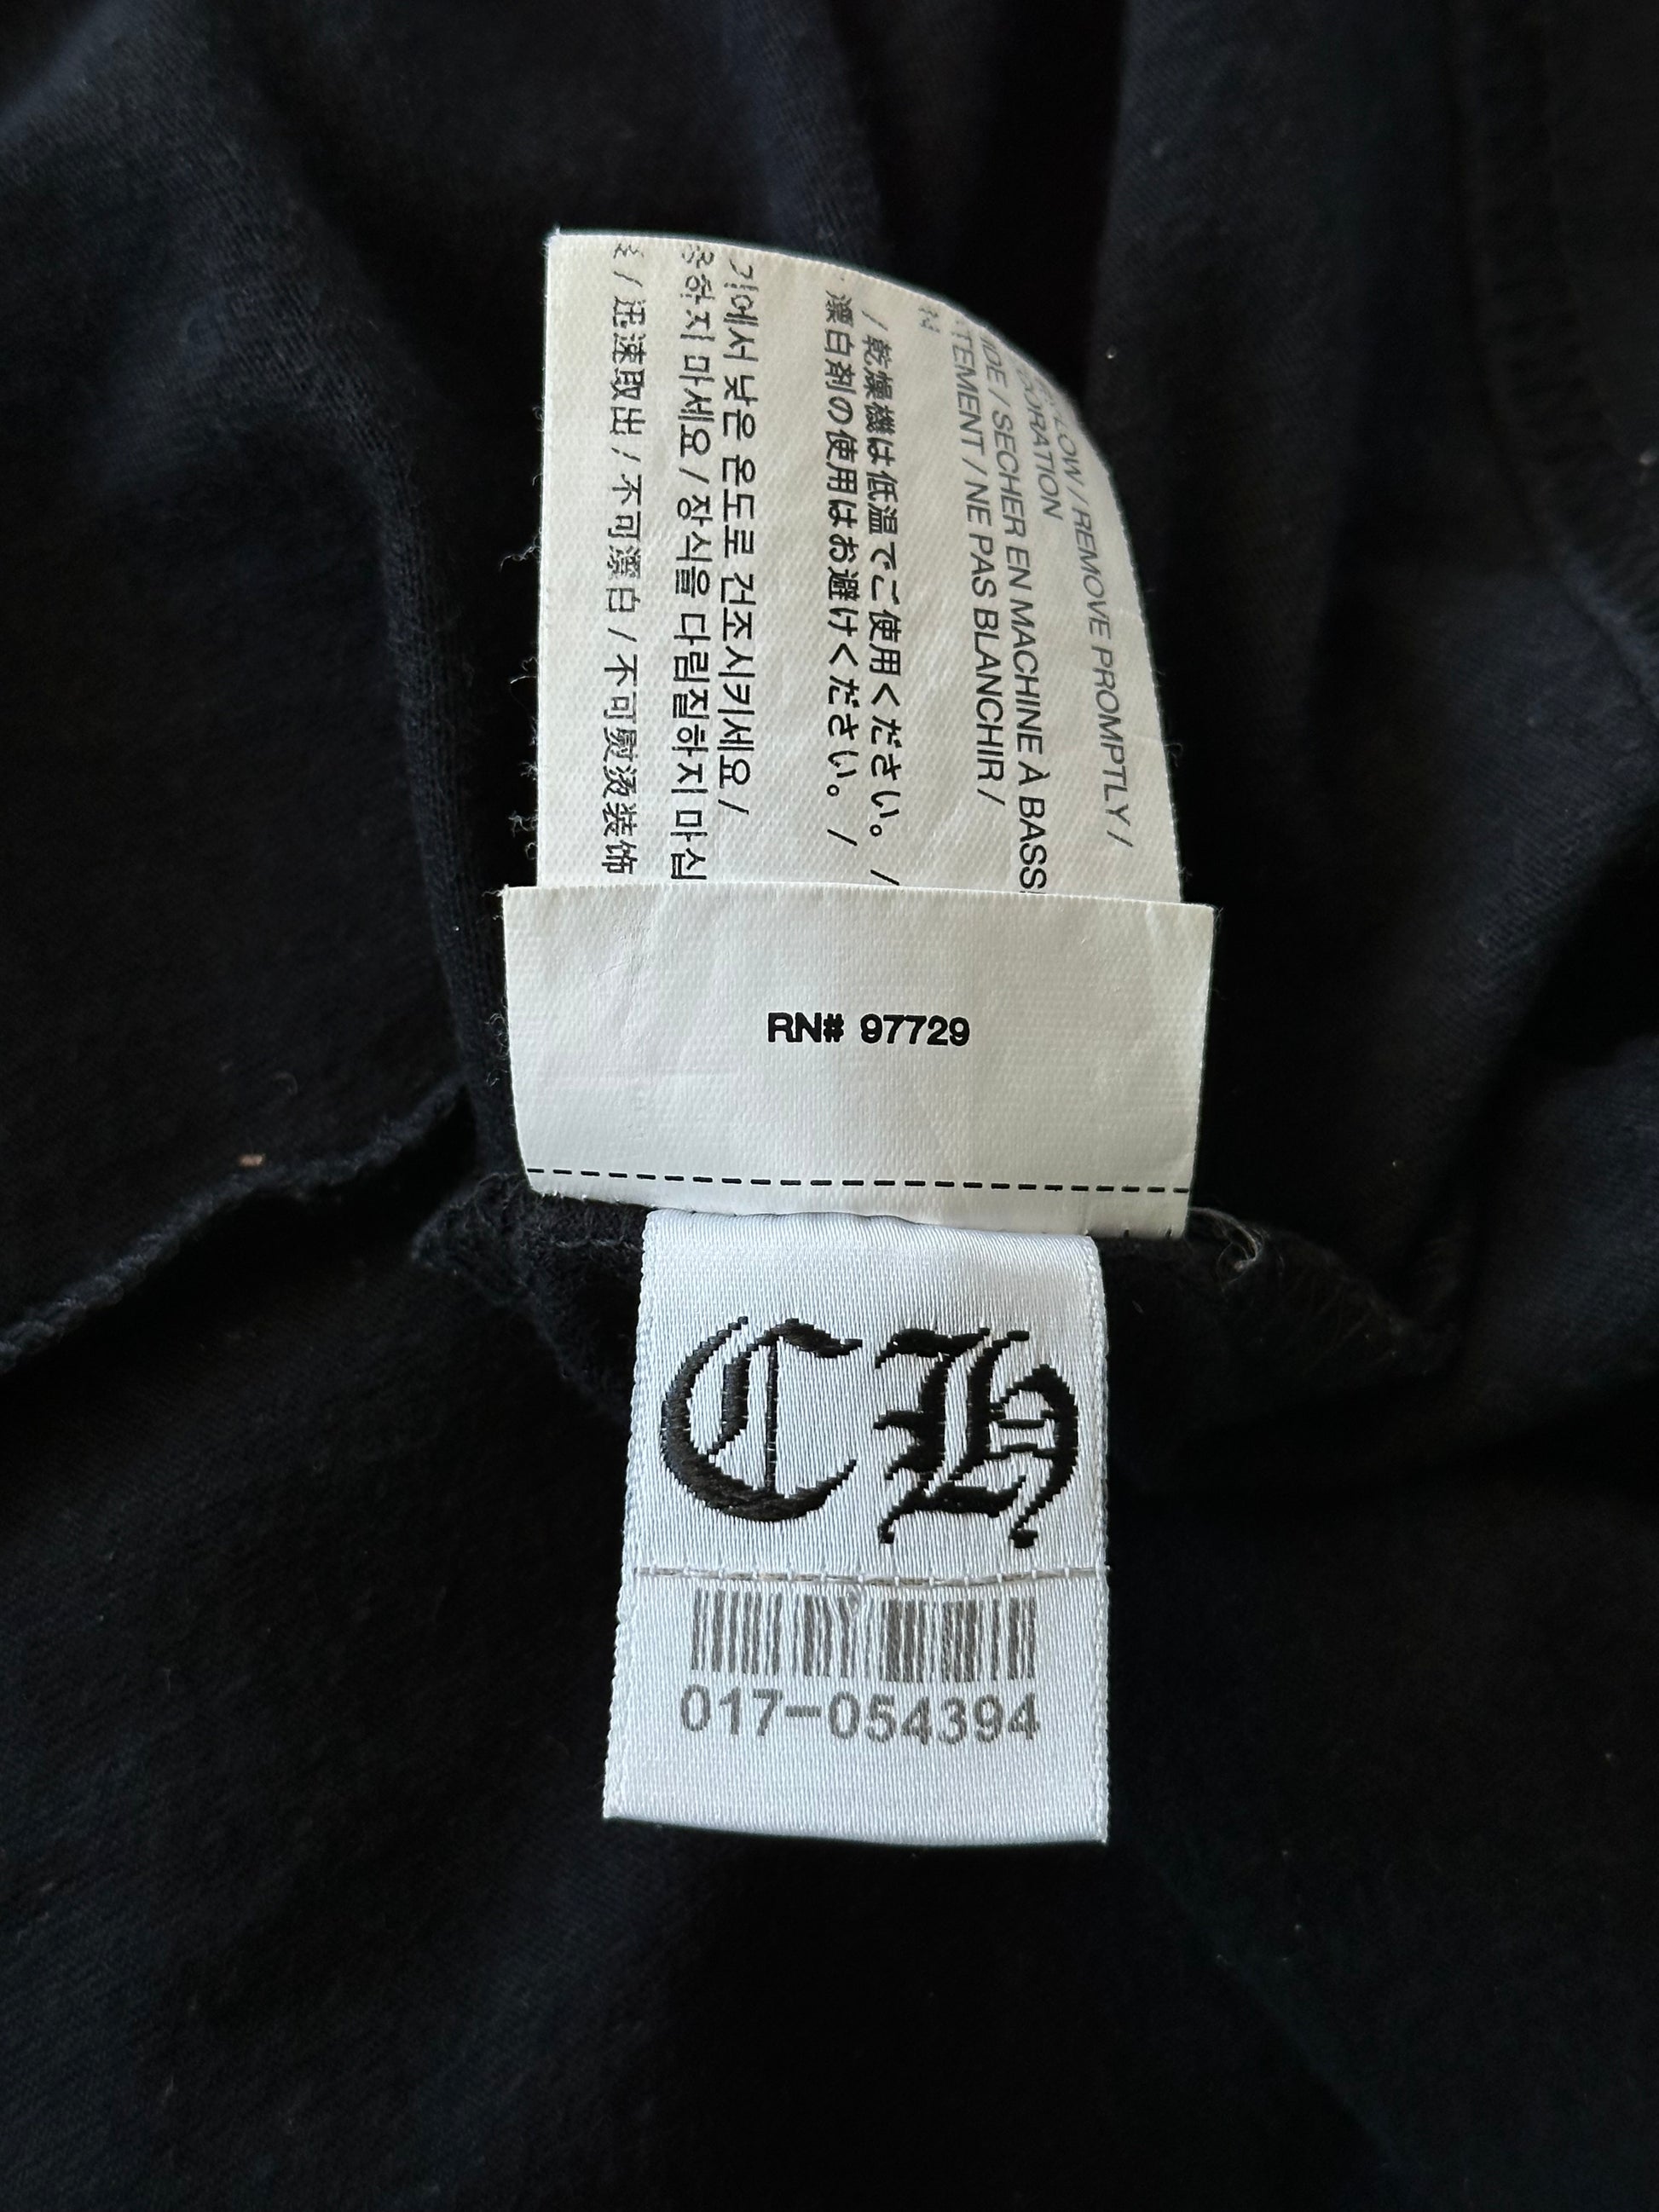 LOW / REMOVE PROMPTLY /
ORATION
IDE / SECHER EN MACHINE À BASS
TEMENT / NE PAS BLANCHIR /
/ 乾燥機は低温でご使用ください。 /
漂白剤の使用はお避けください。 /
기에서 낮은 온도로 건조시키세요 /
용하지 마세요 / 장식을 다림질하지 마십
/ 迅速取出 / 不可漂白 / 不可熨烫装饰
RN# 97729
CH
017-054394